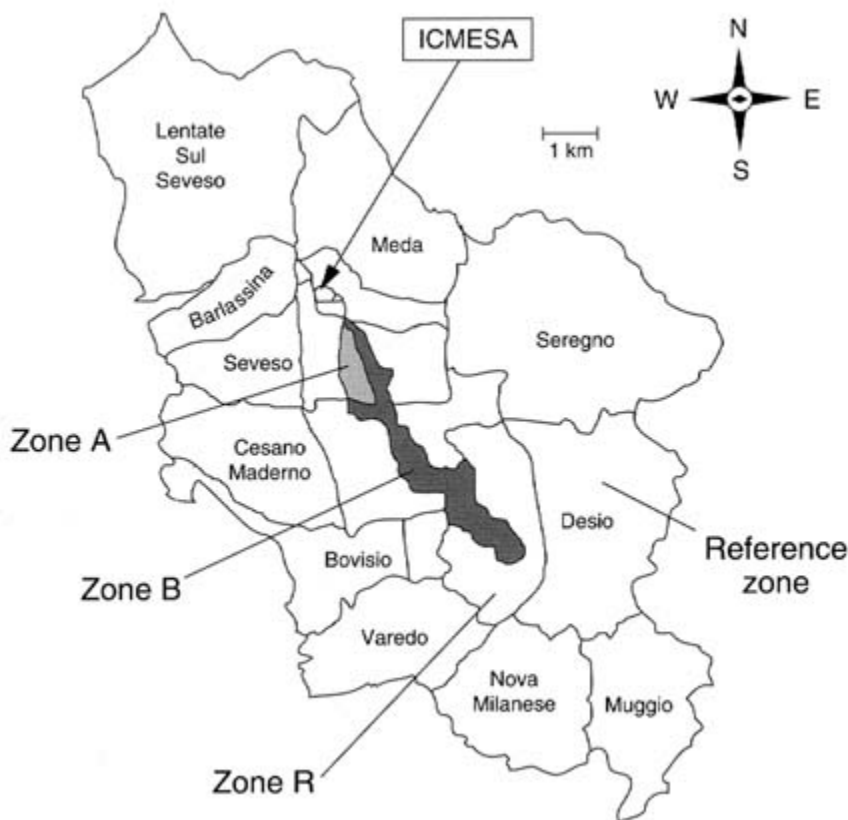 ICMESA
N
W
E
S
1 km
Lentate
Sul
Seveso
Meda
Barlassina
Seregno
Seveso
Zone A
Cesano
Maderno
Desio
Reference
zone
Bovisio
Zone B
Varedo
Nova
Milanese
Muggio
Zone R